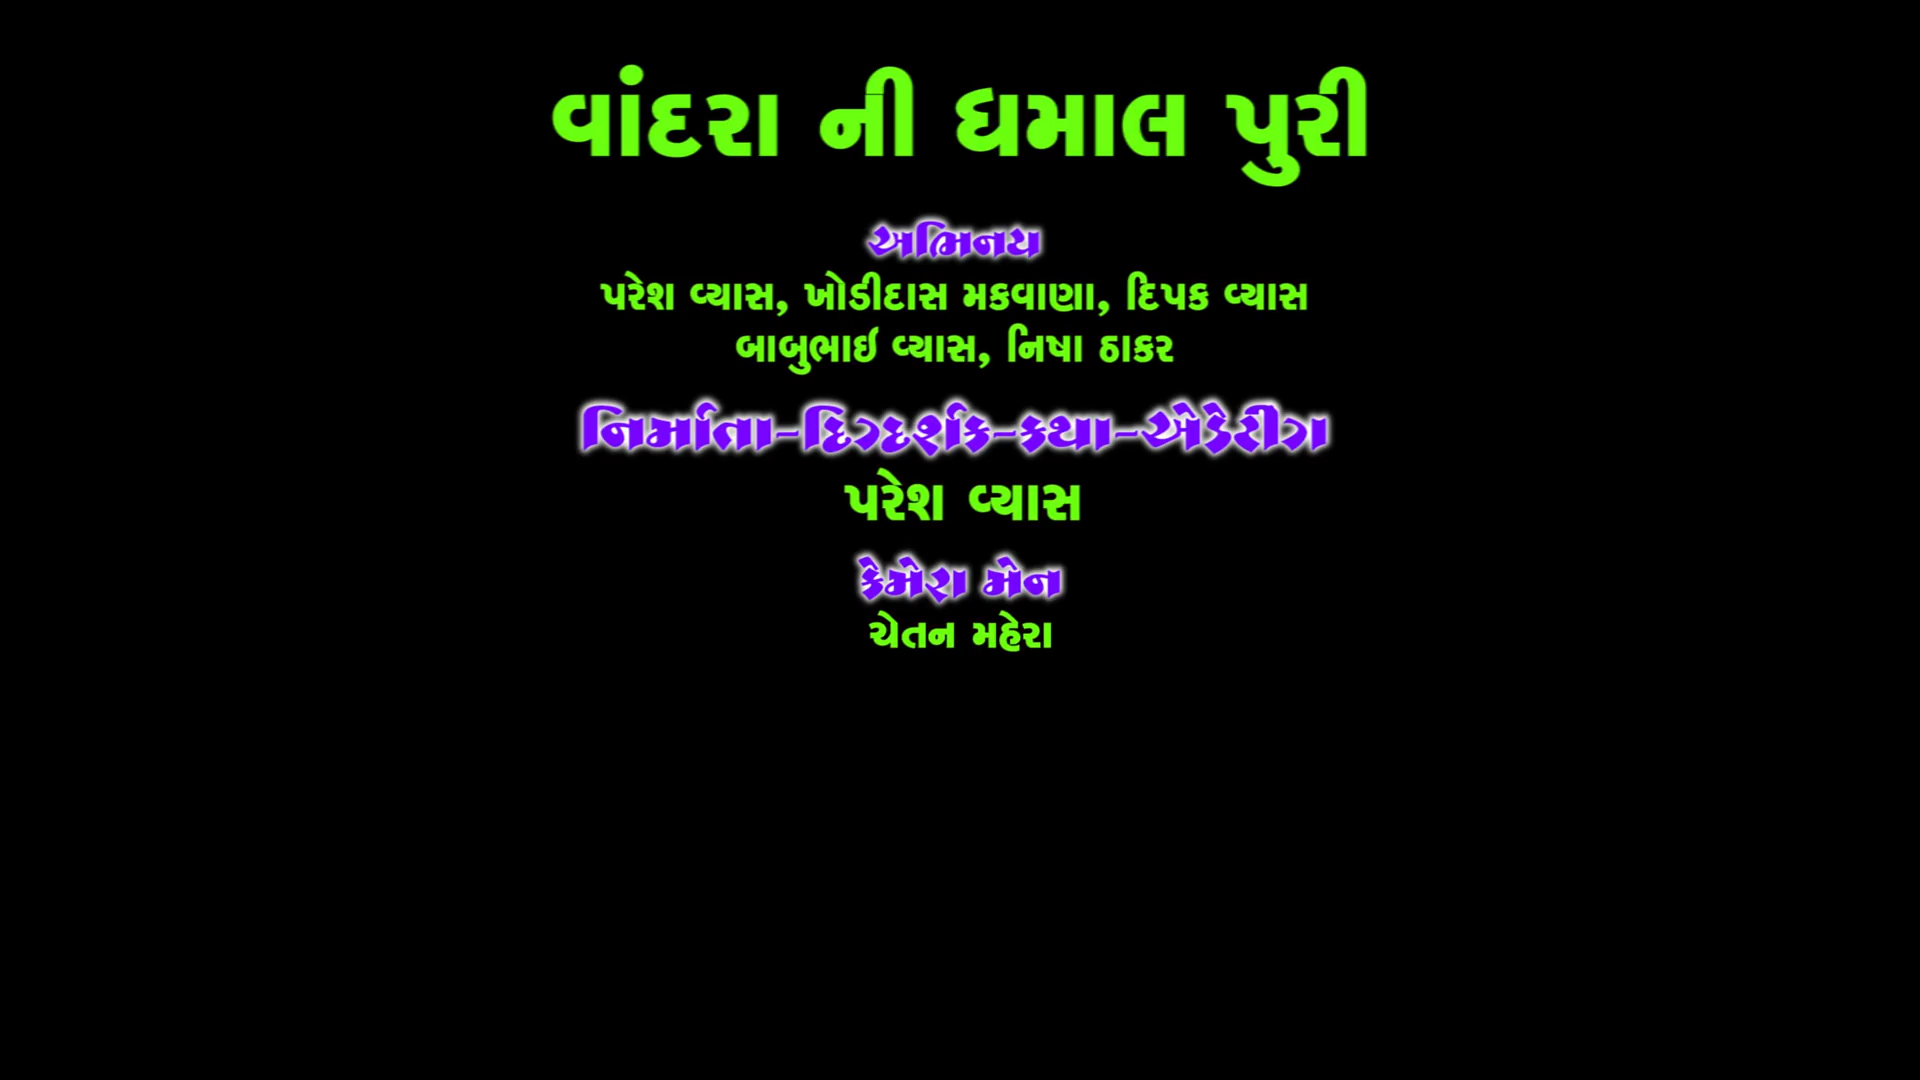 વાંદરા ની ધમાલ પુરી
અભિનય
પરેશ વ્યાસ, ખોડીદાસ મકવાણા, દિપક વ્યાસ
બાબુભાઇ વ્યાસ, નિષા ઠાકર
નિર્માતા-દિગ્દર્શક-કથા-એડેરીગ
પરેશ વ્યાસ
કેમેરા મેન
ચેતન મહેરા